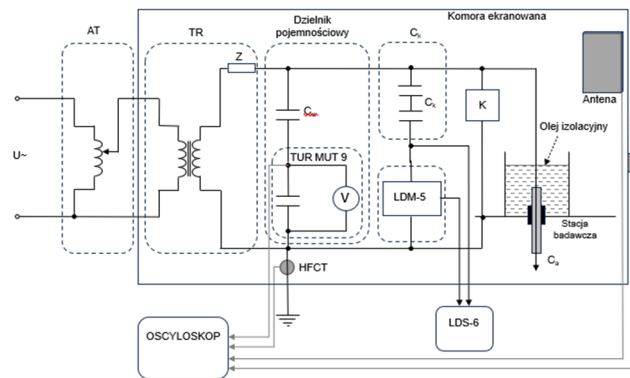 Komora ekranowana
AT
TR
Dzielnik
pojemnościowy
Cₖ
Z
Cₖ
K
Antena
Olej izolacyjny
U~
TUR MUT 9
V
LDM-5
Stacja
badawcza
Cₐ
HFCT
LDS-6
OSCYLOSKOP